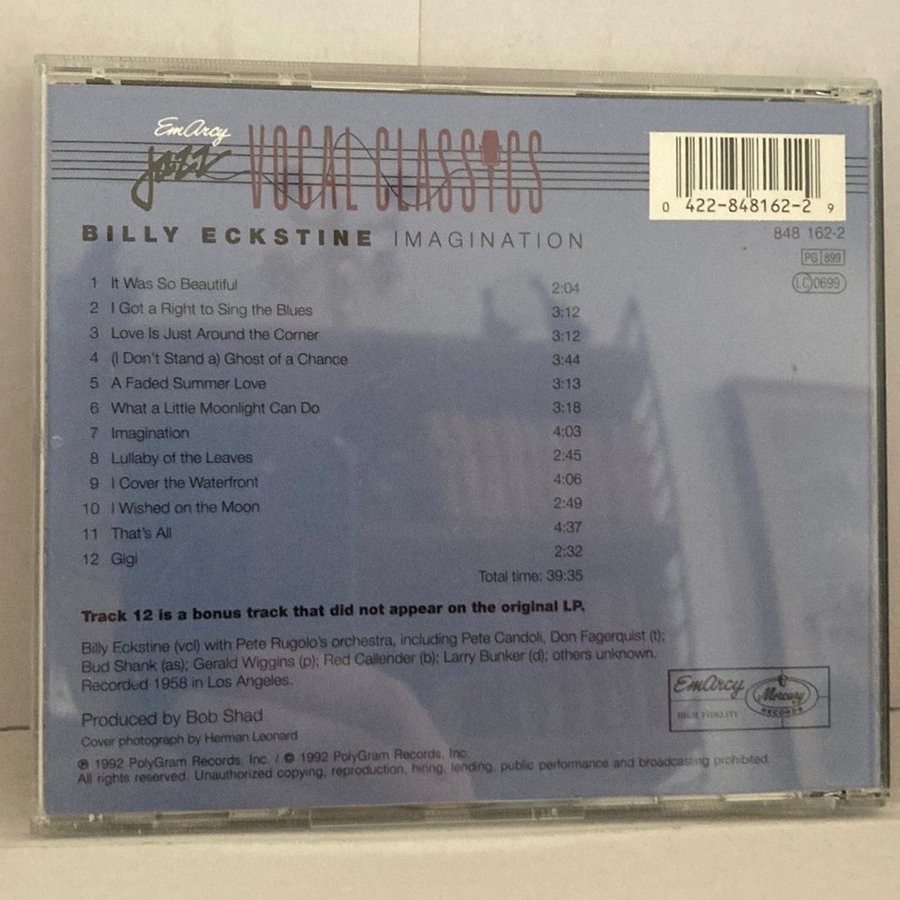 EmArcy
jazz VOCAL CLASSICS
BILLY ECKSTINE IMAGINATION
0 422-848162-2 9
848 162-2
PG 899
LC 0699
1 It Was So Beautiful 2:04
2 I Got a Right to Sing the Blues 3:12
3 Love Is Just Around the Corner 3:12
4 (I Don't Stand a) Ghost of a Chance 3:44
5 A Faded Summer Love 3:13
6 What a Little Moonlight Can Do 3:18
7 Imagination 4:03
8 Lullaby of the Leaves 2:45
9 I Cover the Waterfront 4:06
10 I Wished on the Moon 2:49
11 That's All 4:37
12 Gigi 2:32
Total time: 39:35
Track 12 is a bonus track that did not appear on the original LP.
Billy Eckstine (vcl) with Pete Rugolo's orchestra, including Pete Candoli, Don Fagerquist (t);
Bud Shank (as); Gerald Wiggins (p); Red Callender (b); Larry Bunker (d); others unknown.
Recorded 1958 in Los Angeles.
Produced by Bob Shad
Cover photograph by Herman Leonard
℗ 1992 PolyGram Records, Inc. / © 1992 PolyGram Records, Inc.
All rights reserved. Unauthorized copying, reproduction, hiring, lending, public performance and broadcasting prohibited.
EmArcy
HIGH FIDELITY
Mercury
RECORDS